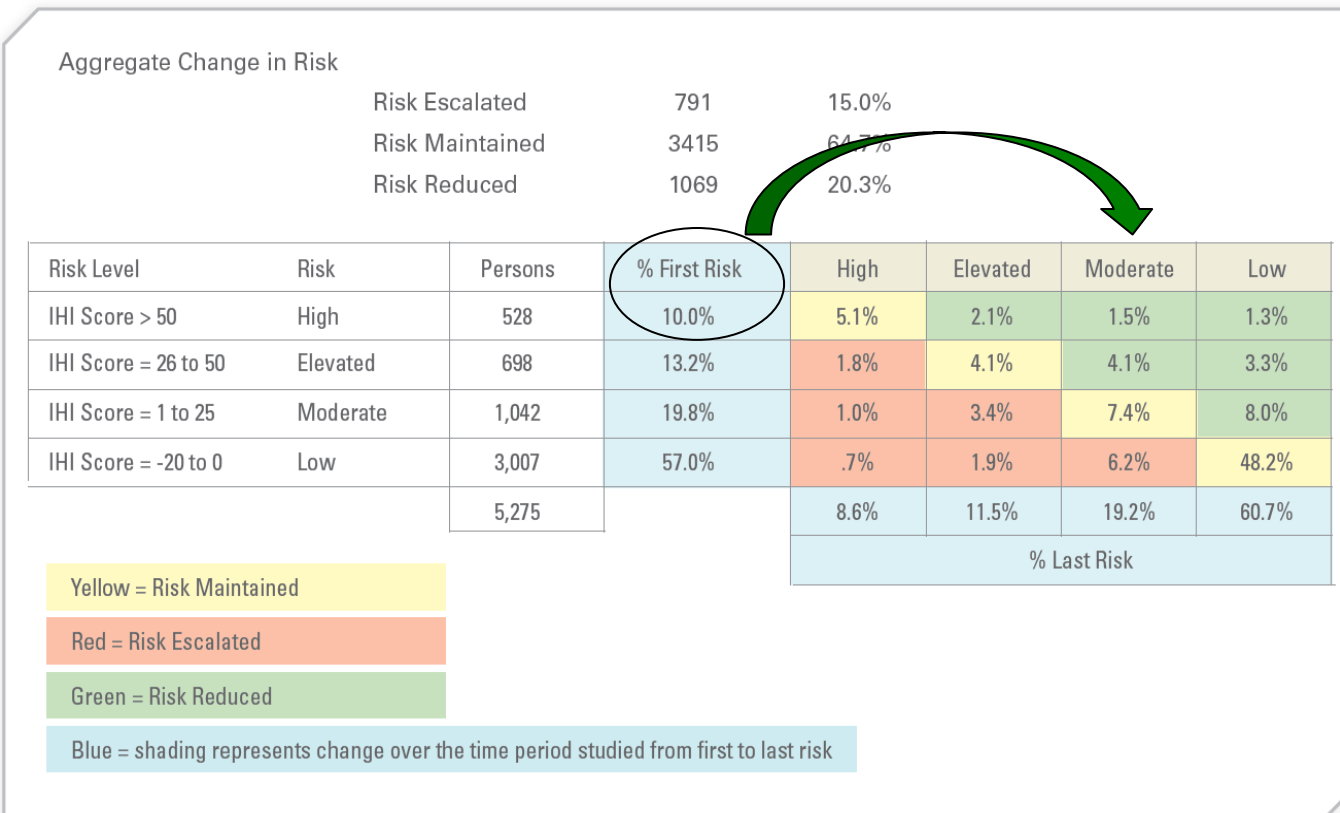 Aggregate Change in Risk
Risk Escalated 791 15.0%
Risk Maintained 3415 64.7%
Risk Reduced 1069 20.3%
Risk Level Risk Persons % First Risk High Elevated Moderate Low
IHI Score > 50 High 528 10.0% 5.1% 2.1% 1.5% 1.3%
IHI Score = 26 to 50 Elevated 698 13.2% 1.8% 4.1% 4.1% 3.3%
IHI Score = 1 to 25 Moderate 1,042 19.8% 1.0% 3.4% 7.4% 8.0%
IHI Score = -20 to 0 Low 3,007 57.0% .7% 1.9% 6.2% 48.2%
5,275 8.6% 11.5% 19.2% 60.7%
% Last Risk
Yellow = Risk Maintained
Red = Risk Escalated
Green = Risk Reduced
Blue = shading represents change over the time period studied from first to last risk